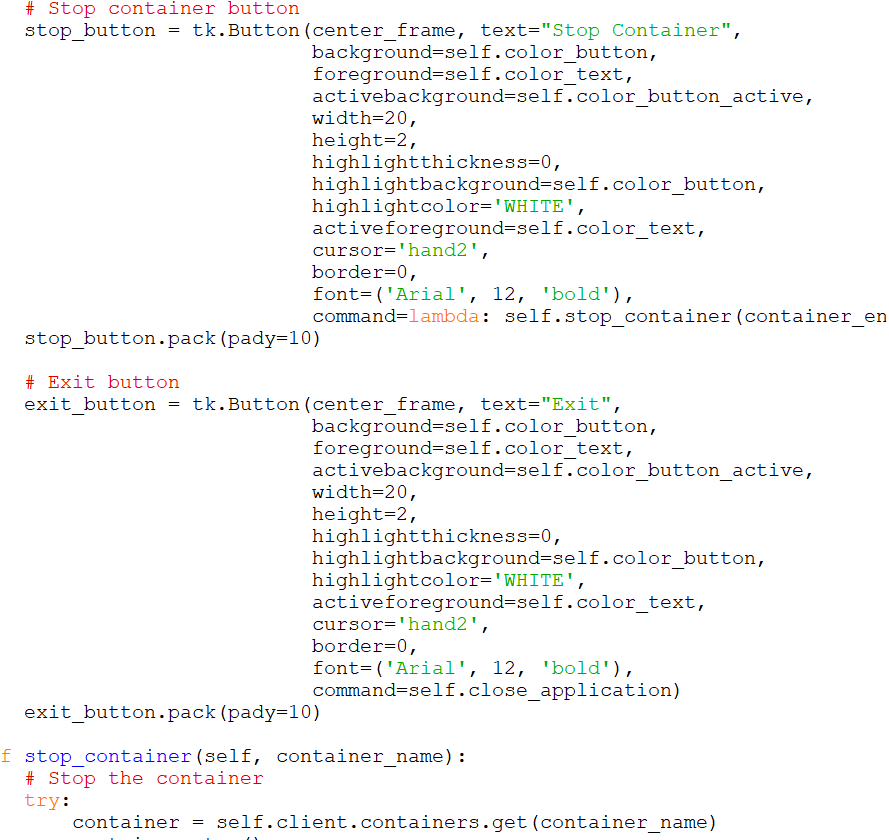 # Stop container button
stop_button = tk.Button(center_frame, text="Stop Container",
background=self.color_button,
foreground=self.color_text,
activebackground=self.color_button_active,
width=20,
height=2,
highlightthickness=0,
highlightbackground=self.color_button,
highlightcolor='WHITE',
activeforeground=self.color_text,
cursor='hand2',
border=0,
font=('Arial', 12, 'bold'),
command=lambda: self.stop_container(container_en
stop_button.pack(pady=10)
# Exit button
exit_button = tk.Button(center_frame, text="Exit",
background=self.color_button,
foreground=self.color_text,
activebackground=self.color_button_active,
width=20,
height=2,
highlightthickness=0,
highlightbackground=self.color_button,
highlightcolor='WHITE',
activeforeground=self.color_text,
cursor='hand2',
border=0,
font=('Arial', 12, 'bold'),
command=self.close_application)
exit_button.pack(pady=10)
f stop_container(self, container_name):
# Stop the container
try:
container = self.client.containers.get(container_name)